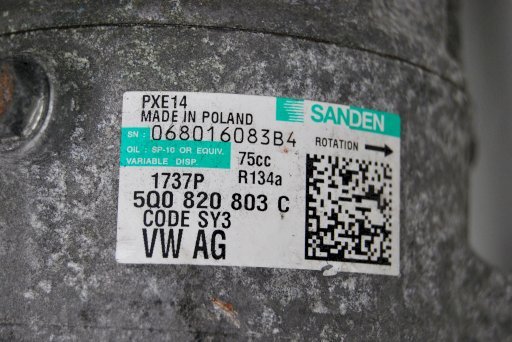 PXE14
MADE IN POLAND
SANDEN
SN: 068016083B4
OIL: SP-10 OR EQUIV. 75cc
VARIABLE DISP. R134a
ROTATION
1737P
5Q0 820 803 C
CODE SY3
VW AG